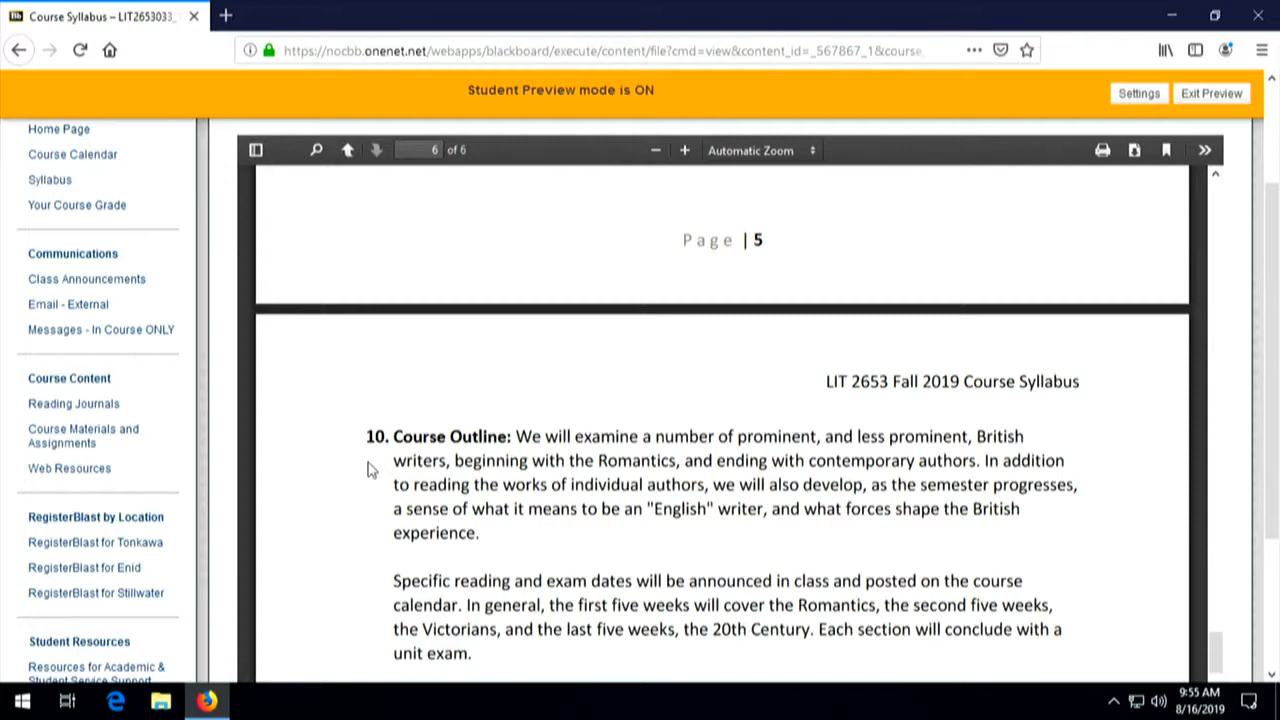 Course Syllabus – LIT2653033_
https://nocbb.onenet.net/webapps/blackboard/execute/content/file?cmd=view&content_id=_567867_1&course_
Student Preview mode is ON
Settings
Exit Preview
Home Page
Course Calendar
Syllabus
Your Course Grade
Communications
Class Announcements
Email - External
Messages - In Course ONLY
Course Content
Reading Journals
Course Materials and
Assignments
Web Resources
RegisterBlast by Location
RegisterBlast for Tonkawa
RegisterBlast for Enid
RegisterBlast for Stillwater
Student Resources
Resources for Academic &
Student Service Support
6 of 6
Automatic Zoom
Page | 5
LIT 2653 Fall 2019 Course Syllabus
10. Course Outline: We will examine a number of prominent, and less prominent, British
writers, beginning with the Romantics, and ending with contemporary authors. In addition
to reading the works of individual authors, we will also develop, as the semester progresses,
a sense of what it means to be an "English" writer, and what forces shape the British
experience.
Specific reading and exam dates will be announced in class and posted on the course
calendar. In general, the first five weeks will cover the Romantics, the second five weeks,
the Victorians, and the last five weeks, the 20th Century. Each section will conclude with a
unit exam.
9:55 AM
8/16/2019